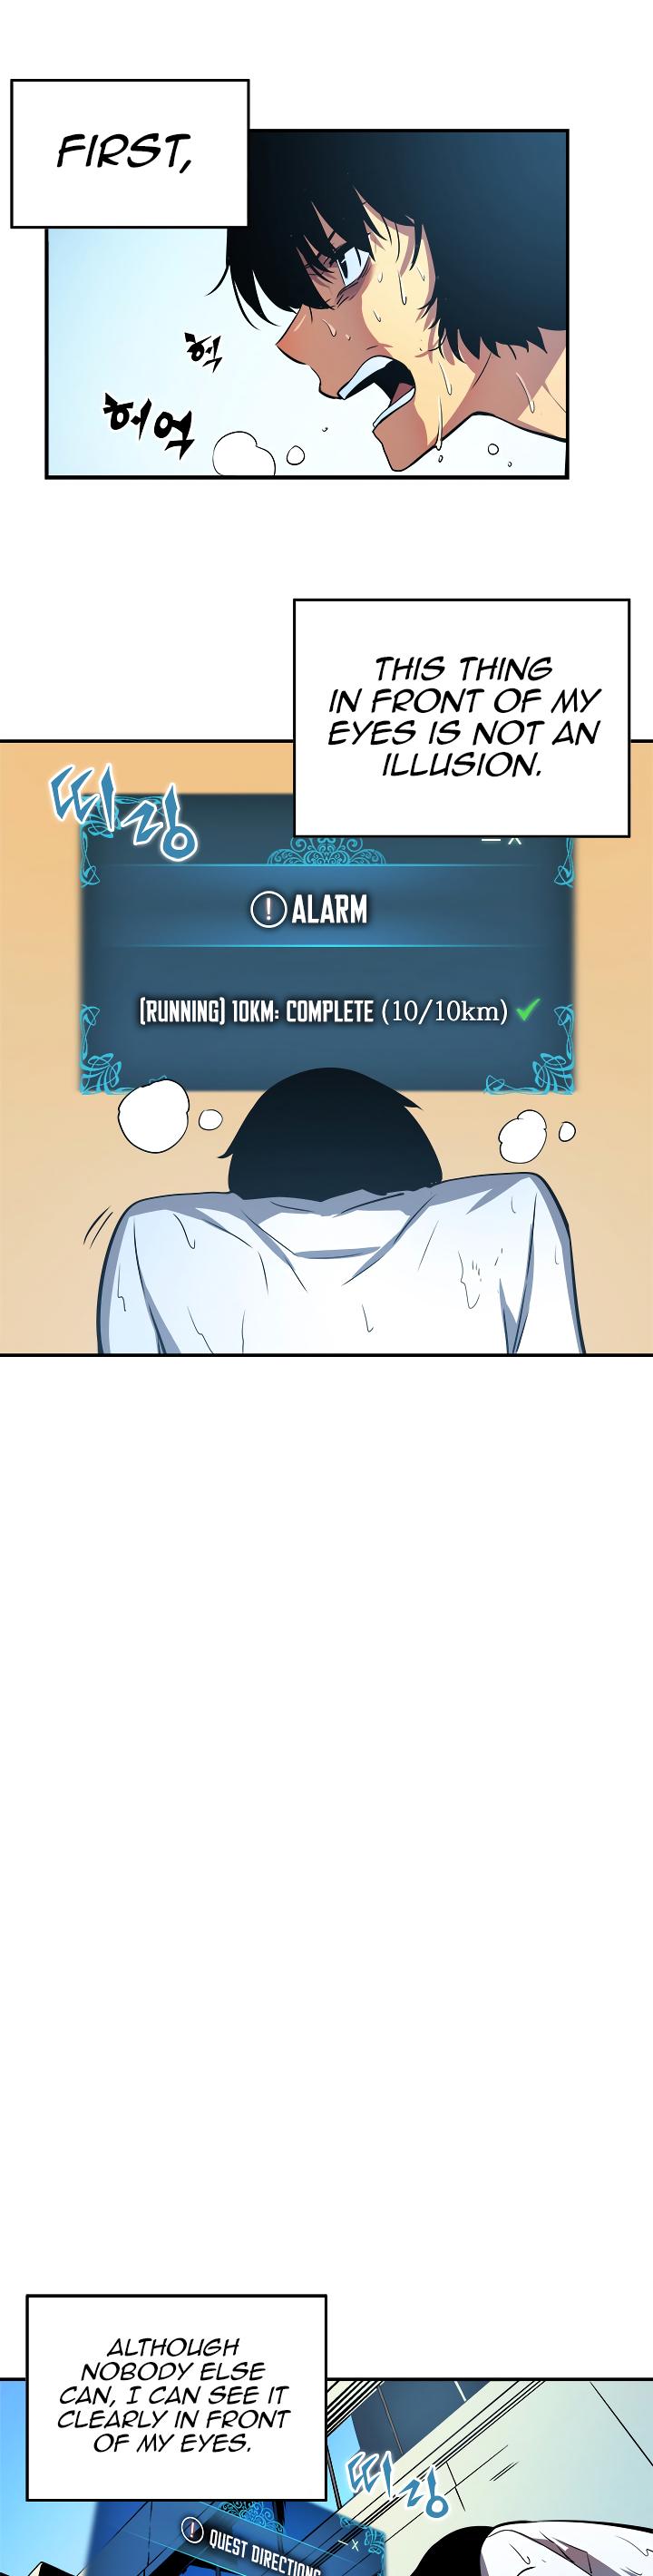 FIRST,
헉
허억
THIS THING
IN FRONT OF MY
EYES IS NOT AN
ILLUSION.
띠링
– X
! ALARM
(RUNNING) 10KM: COMPLETE (10/10km) ✓
ALTHOUGH
NOBODY ELSE
CAN, I CAN SEE IT
CLEARLY IN FRONT
OF MY EYES.
띠링
– X
! QUEST DIRECTIONS